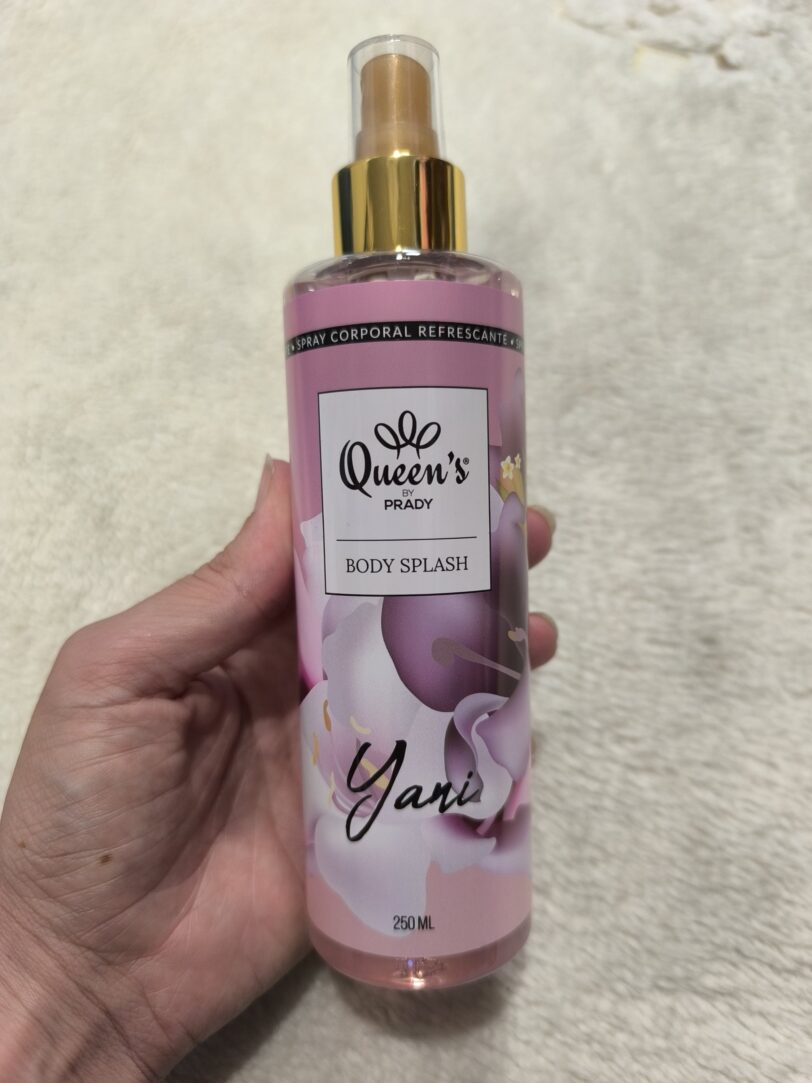 • SPRAY CORPORAL REFRESCANTE •
Queen's®
BY
PRADY
BODY SPLASH
Yani
250 ML